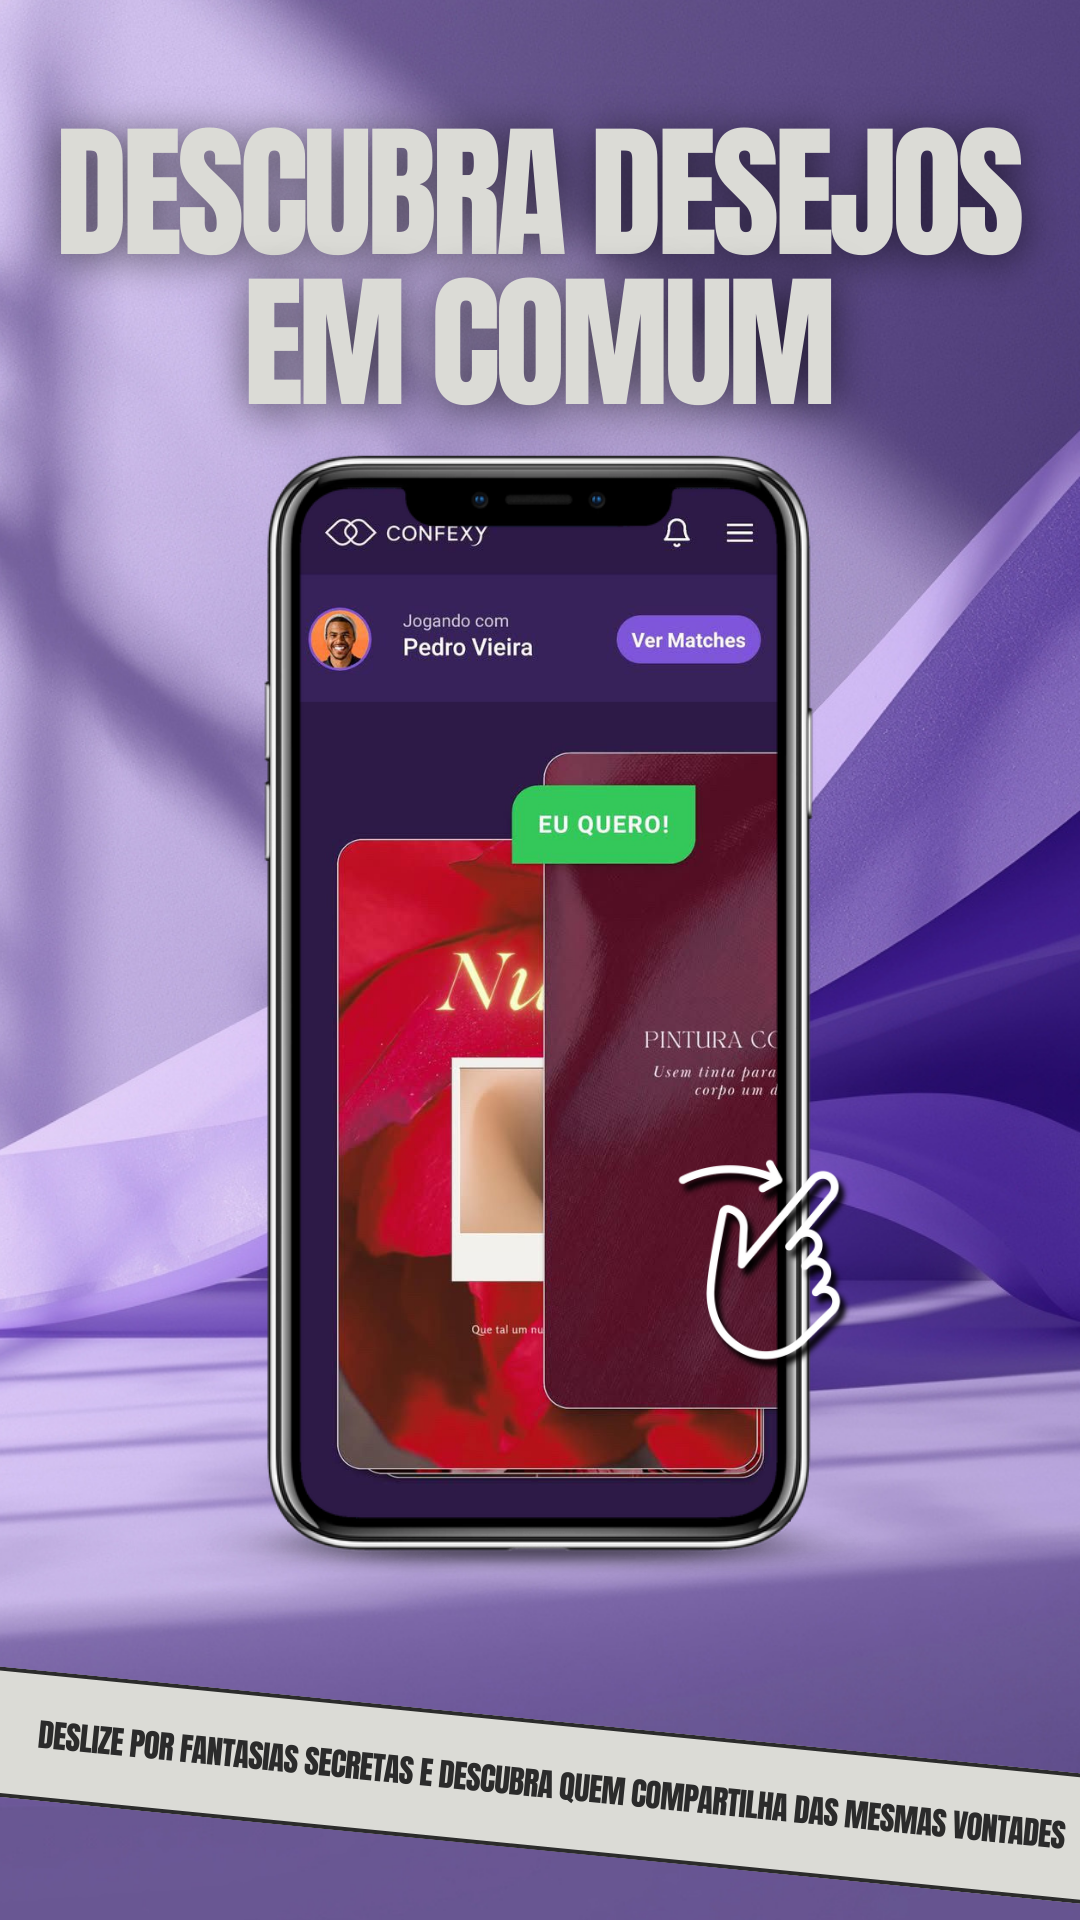 DESCUBRA DESEJOS
EM COMUM
CONFEXY
Jogando com
Pedro Vieira
Ver Matches
EU QUERO!
Nu
PINTURA CO
Usem tinta para
corpo um d
Que tal um nu
DESLIZE POR FANTASIAS SECRETAS E DESCUBRA QUEM COMPARTILHA DAS MESMAS VONTADES